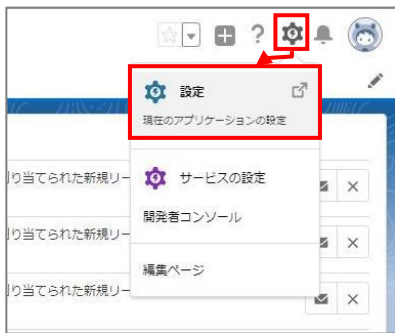 設定
現在のアプリケーションの設定
サービスの設定
り当てられた新規リー
開発者コンソール
り当てられた新規リー
編集ページ
り当てられた新規リー